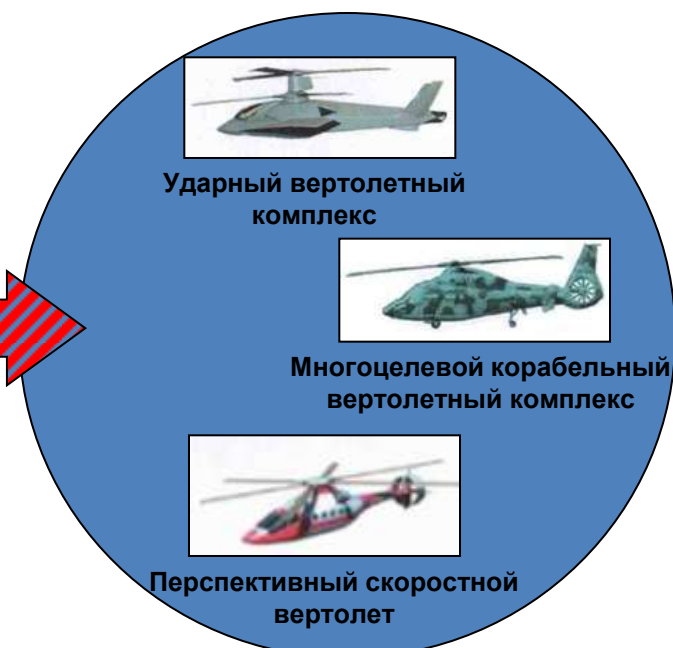 Ударный вертолетный
комплекс
Многоцелевой корабельный
вертолетный комплекс
Перспективный скоростной
вертолет